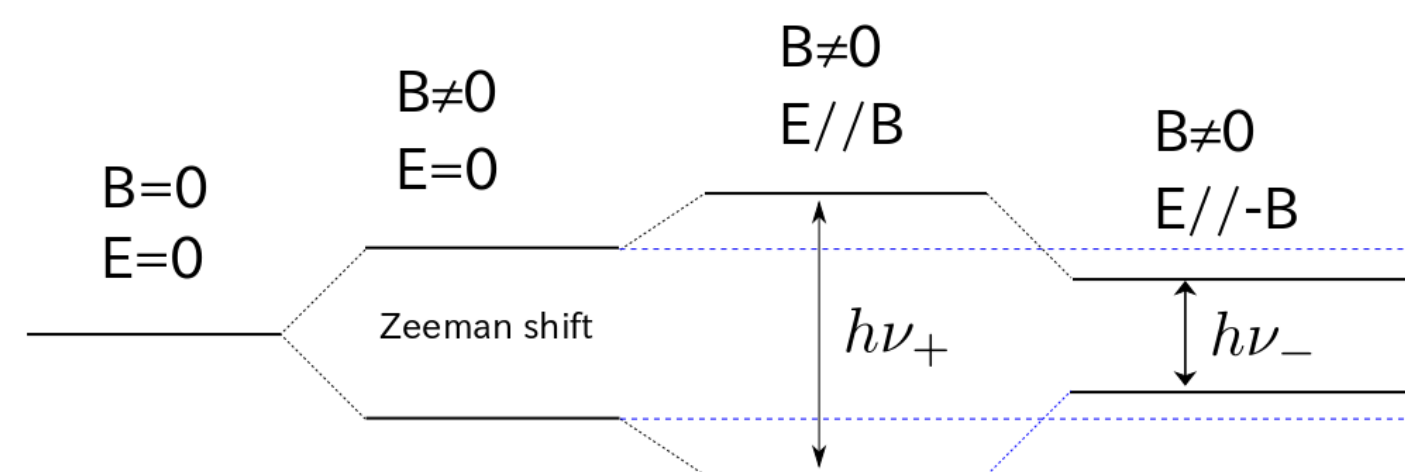 B=0
E=0
B≠0
E=0
Zeeman shift
B≠0
E//B
hν₊
B≠0
E//-B
hν₋